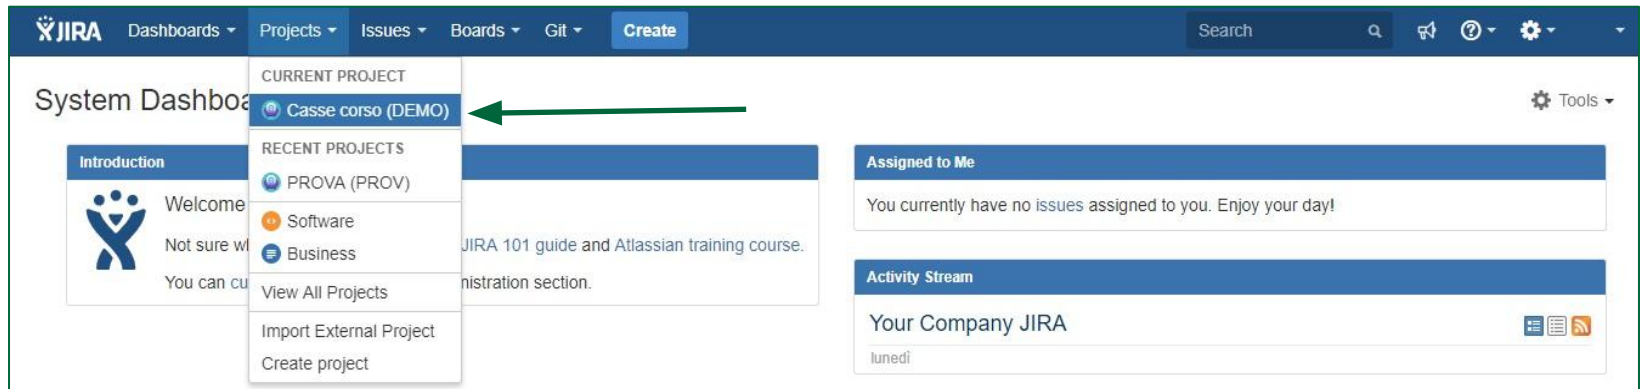 JIRA Dashboards Projects Issues Boards Git Create Search
System Dashboa
Tools
CURRENT PROJECT
Casse corso (DEMO)
RECENT PROJECTS
PROVA (PROV)
Software
Business
View All Projects
Import External Project
Create project
Introduction
Welcome
Not sure wh JIRA 101 guide and Atlassian training course.
You can cu nistration section.
Assigned to Me
You currently have no issues assigned to you. Enjoy your day!
Activity Stream
Your Company JIRA
lunedì